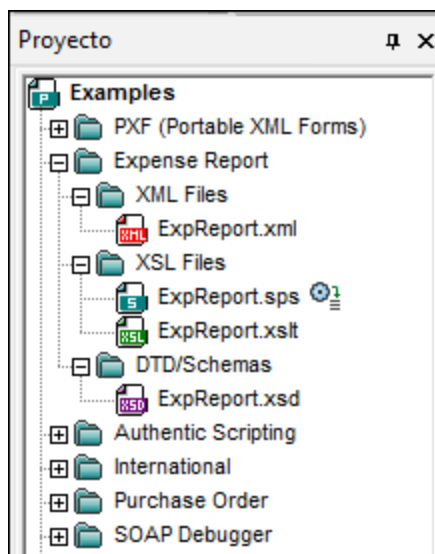 Proyecto
Examples
PXF (Portable XML Forms)
Expense Report
XML Files
ExpReport.xml
XSL Files
ExpReport.sps
ExpReport.xslt
DTD/Schemas
ExpReport.xsd
Authentic Scripting
International
Purchase Order
SOAP Debugger